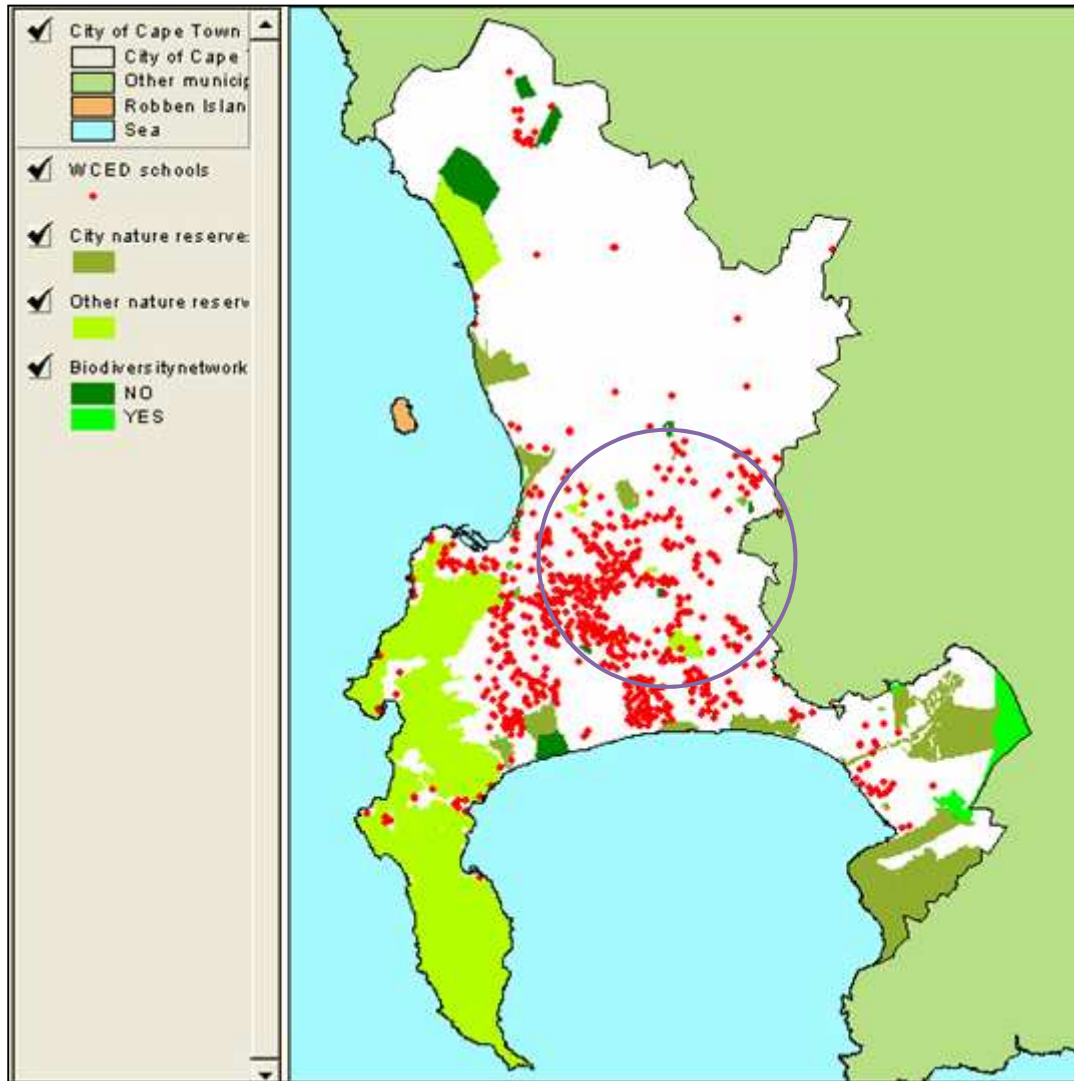 City of Cape Town
City of Cape
Other municip
Robben Islan
Sea
WCED schools
City nature reserve
Other nature reserv
Biodiversitynetwork
NO
YES